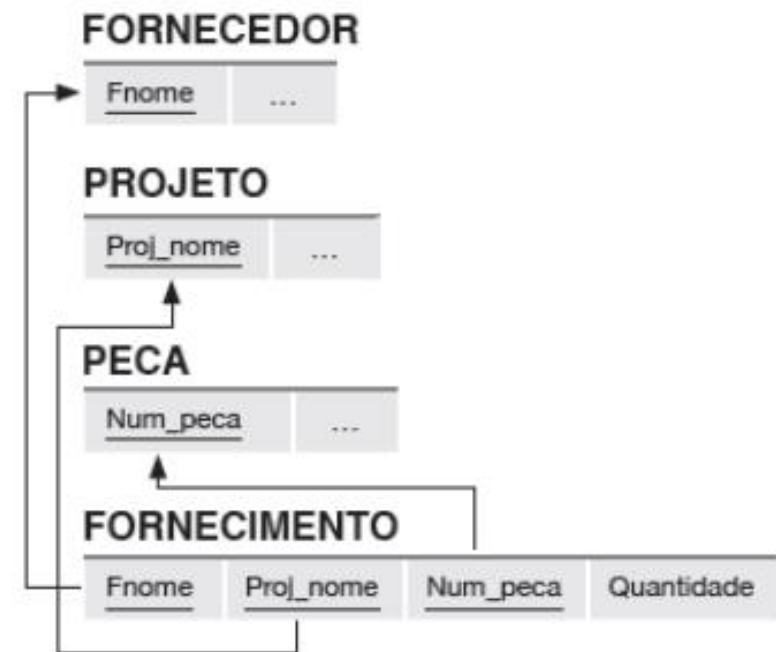 FORNECEDOR
Fnome ...
PROJETO
Proj_nome ...
PECA
Num_peca ...
FORNECIMENTO
Fnome Proj_nome Num_peca Quantidade